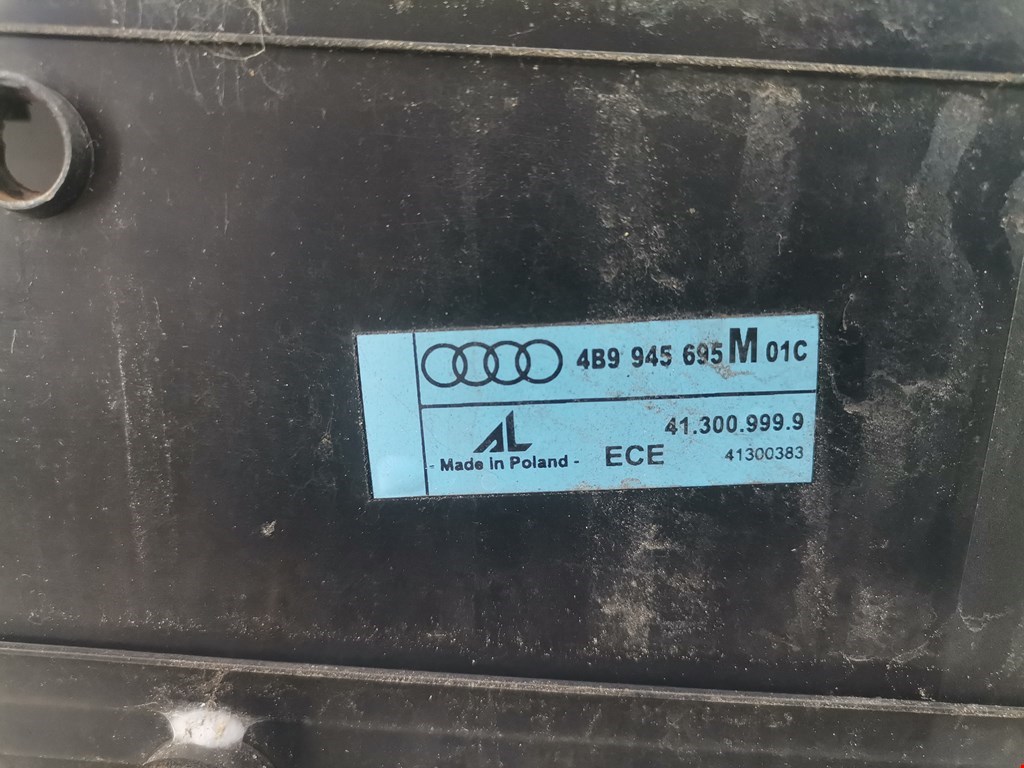 4B9 945 695 M 01C
AL 41.300.999.9
- Made in Poland - ECE 41300383